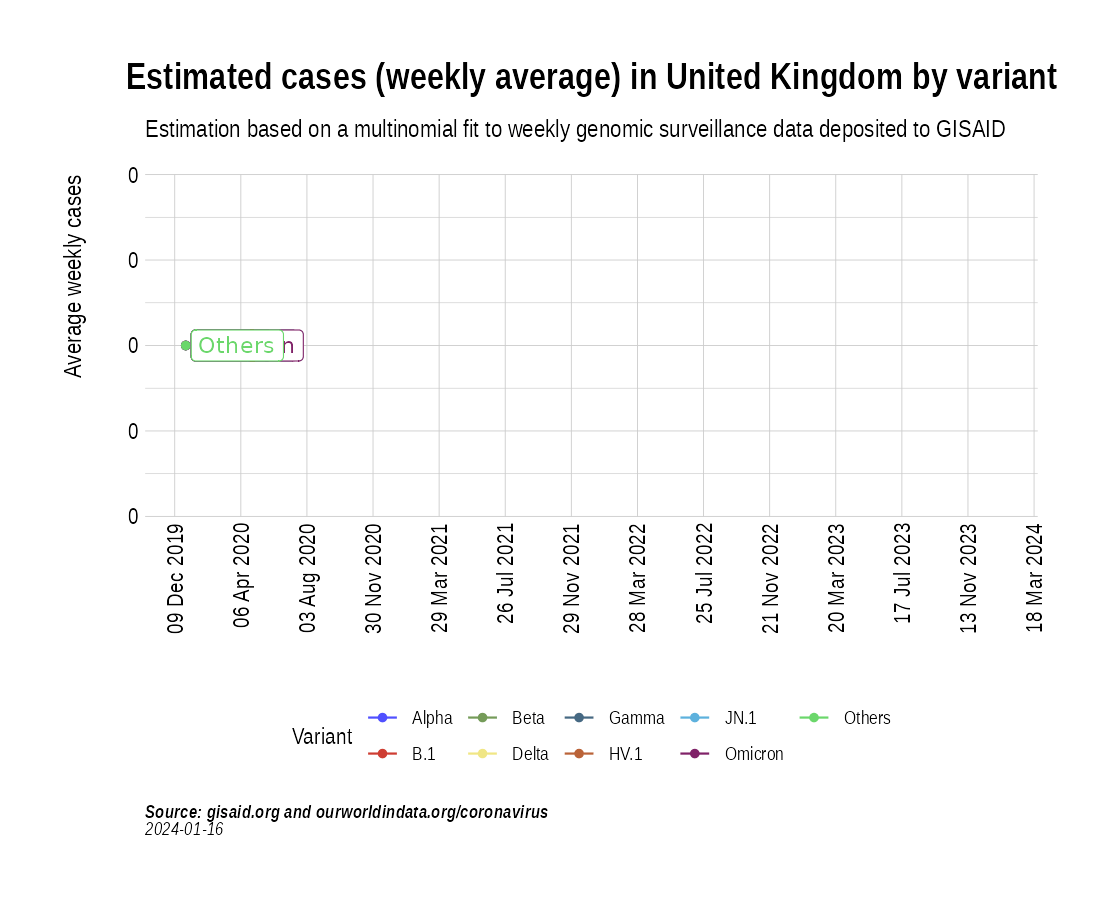 Estimated cases (weekly average) in United Kingdom by variant
Estimation based on a multinomial fit to weekly genomic surveillance data deposited to GISAID
Average weekly cases
0
0
0
0
0
Others
n
09 Dec 2019
06 Apr 2020
03 Aug 2020
30 Nov 2020
29 Mar 2021
26 Jul 2021
29 Nov 2021
28 Mar 2022
25 Jul 2022
21 Nov 2022
20 Mar 2023
17 Jul 2023
13 Nov 2023
18 Mar 2024
Variant
Alpha Beta Gamma JN.1 Others
B.1 Delta HV.1 Omicron
Source: gisaid.org and ourworldindata.org/coronavirus
2024-01-16